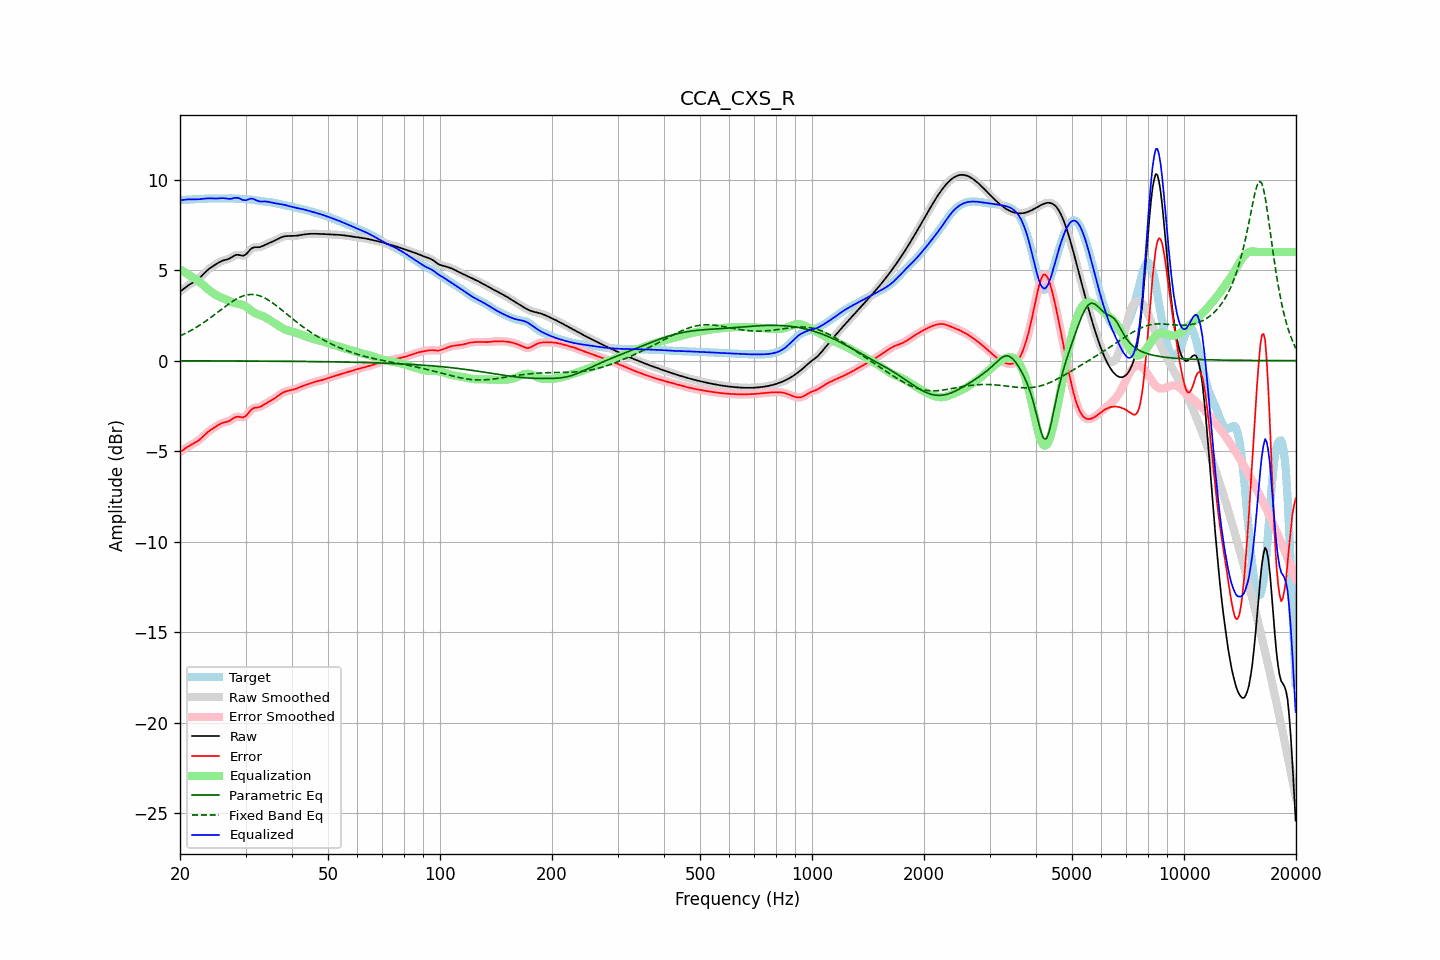 CCA_CXS_R
10
5
0
−5
−10
−15
−20
−25
Amplitude (dBr)
Target
Raw Smoothed
Error Smoothed
Raw
Error
Equalization
Parametric Eq
Fixed Band Eq
Equalized
20 50 100 200 500 1000 2000 5000 10000 20000
Frequency (Hz)